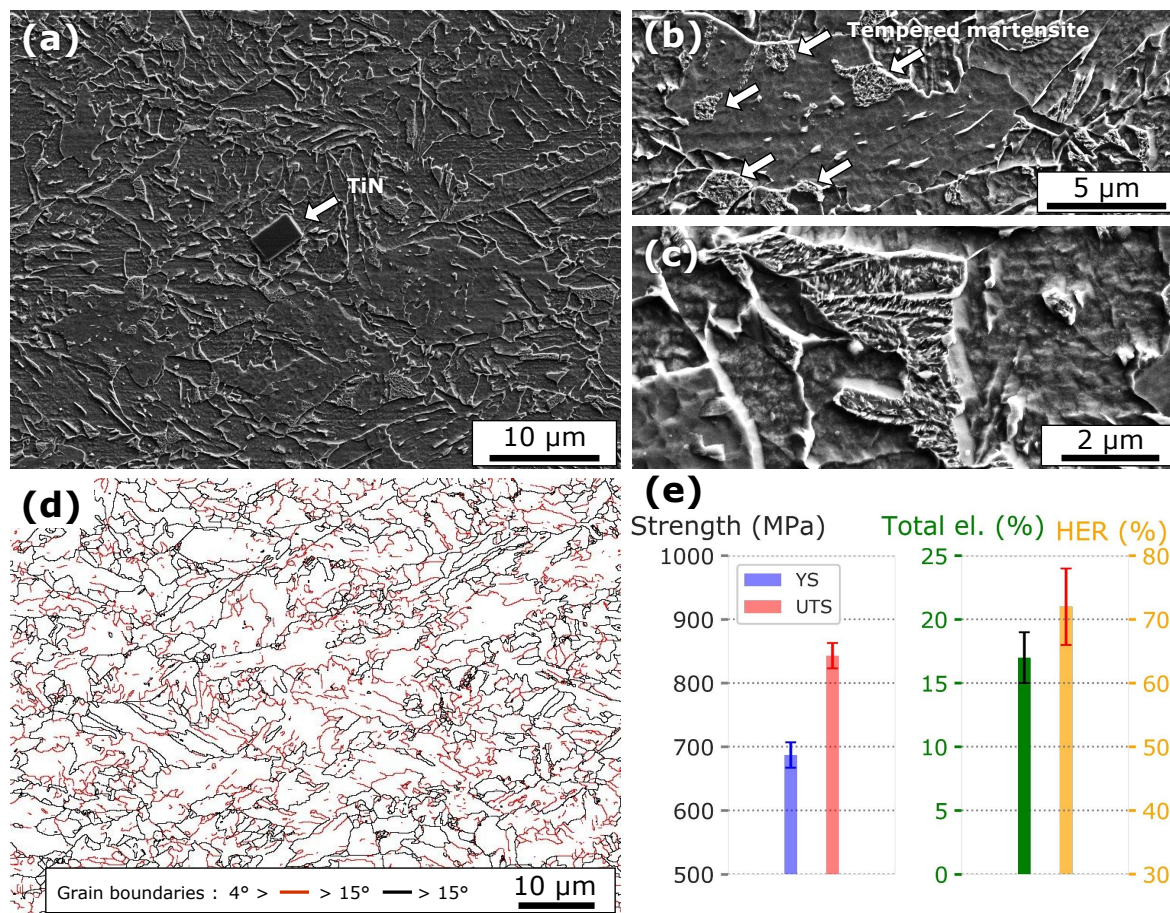 (a)
TiN
10 µm
(b)
Tempered martensite
5 µm
(c)
2 µm
(d)
Grain boundaries : 4° > > 15° > 15°
10 µm
(e)
Strength (MPa)
Total el. (%)
HER (%)
1000
900
800
700
600
500
YS
UTS
25
20
15
10
5
0
80
70
60
50
40
30